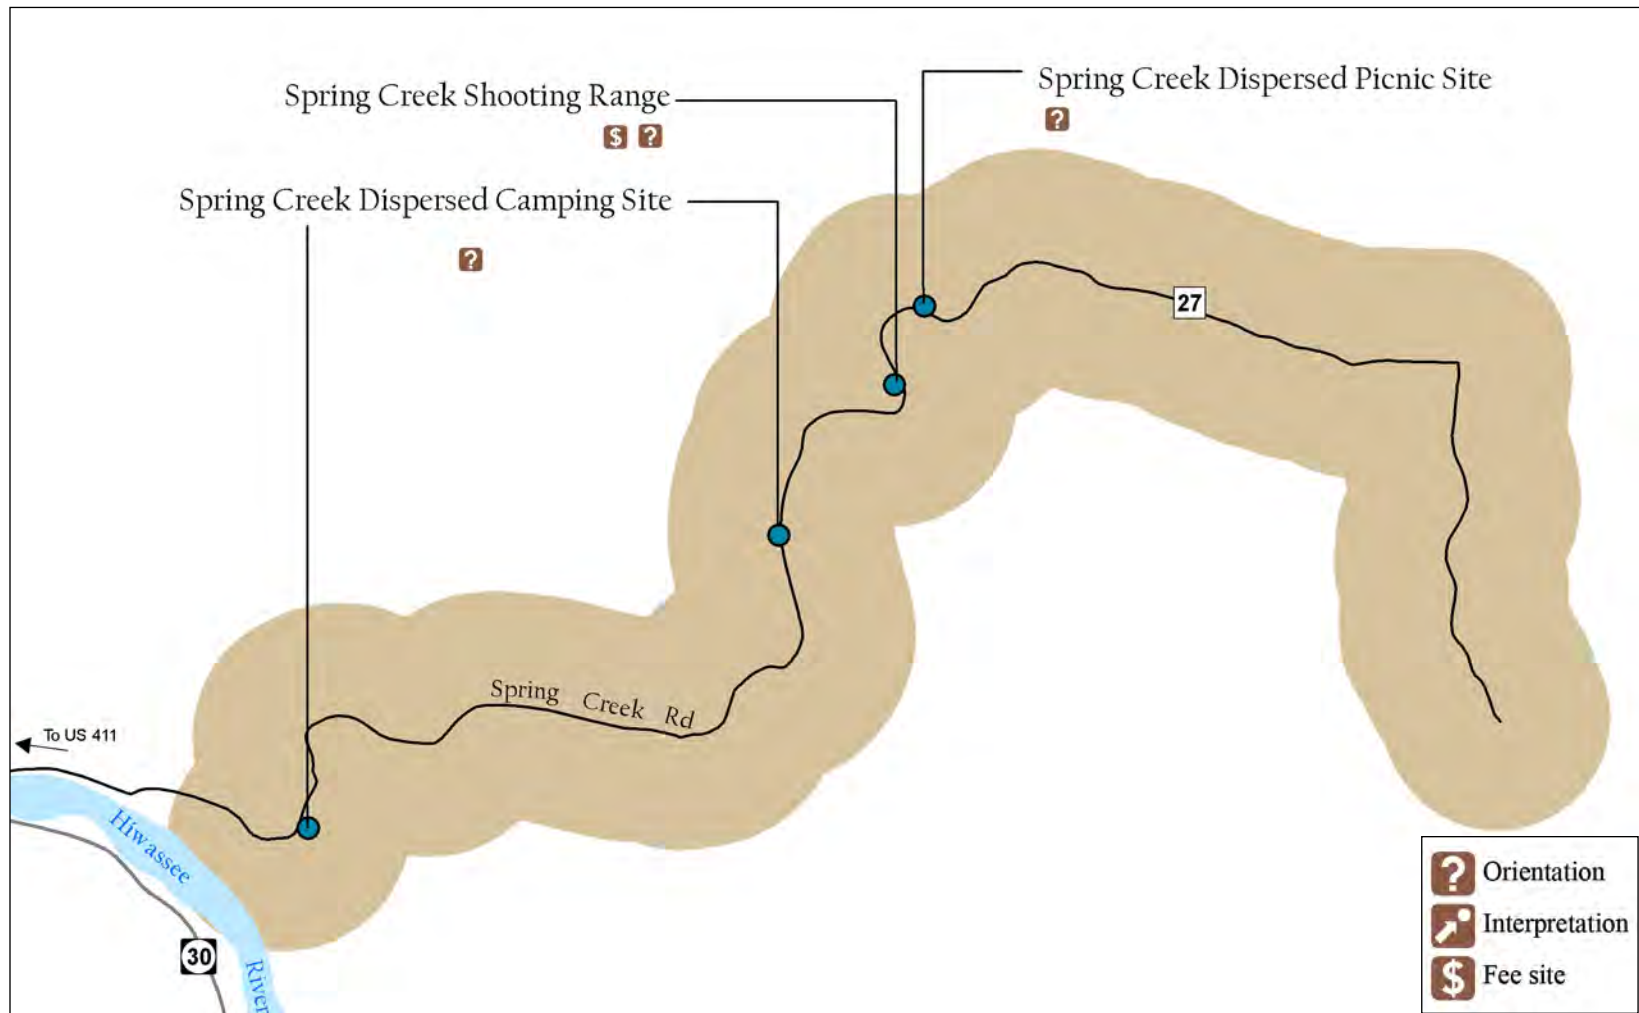 Spring Creek Dispersed Picnic Site
?
Spring Creek Shooting Range
$ ?
Spring Creek Dispersed Camping Site
?
27
Spring Creek Rd
To US 411
Hiwassee
River
30
? Orientation
Interpretation
$ Fee site